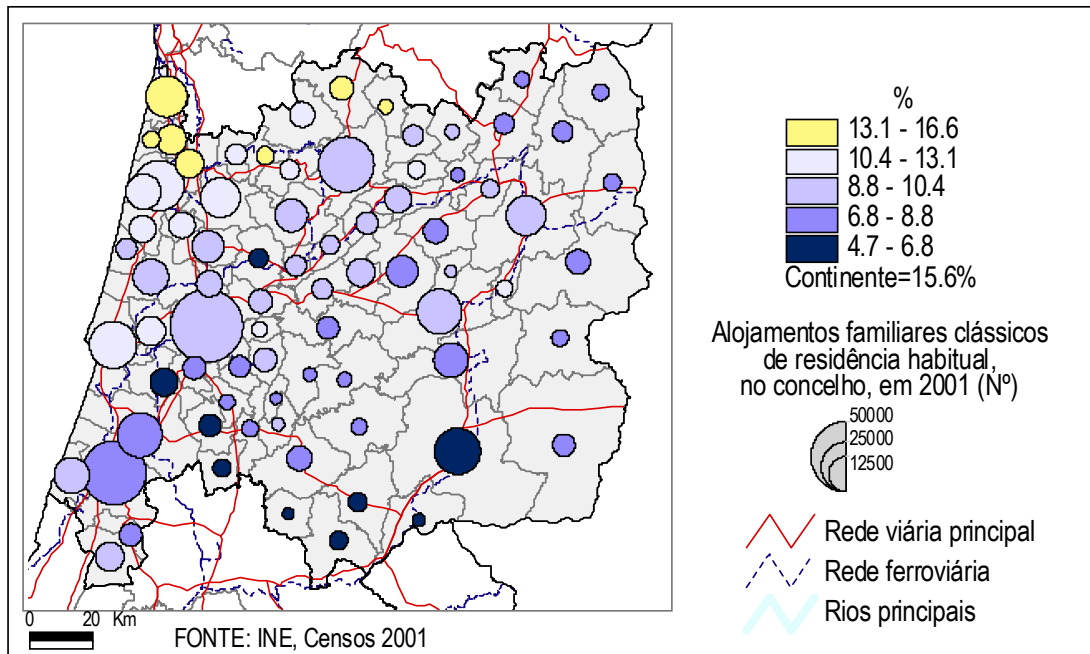 %
13.1 - 16.6
10.4 - 13.1
8.8 - 10.4
6.8 - 8.8
4.7 - 6.8
Continente=15.6%
Alojamentos familiares clássicos
de residência habitual,
no concelho, em 2001 (Nº)
50000
25000
12500
Rede viária principal
Rede ferroviária
Rios principais
0 20 Km
FONTE: INE, Censos 2001